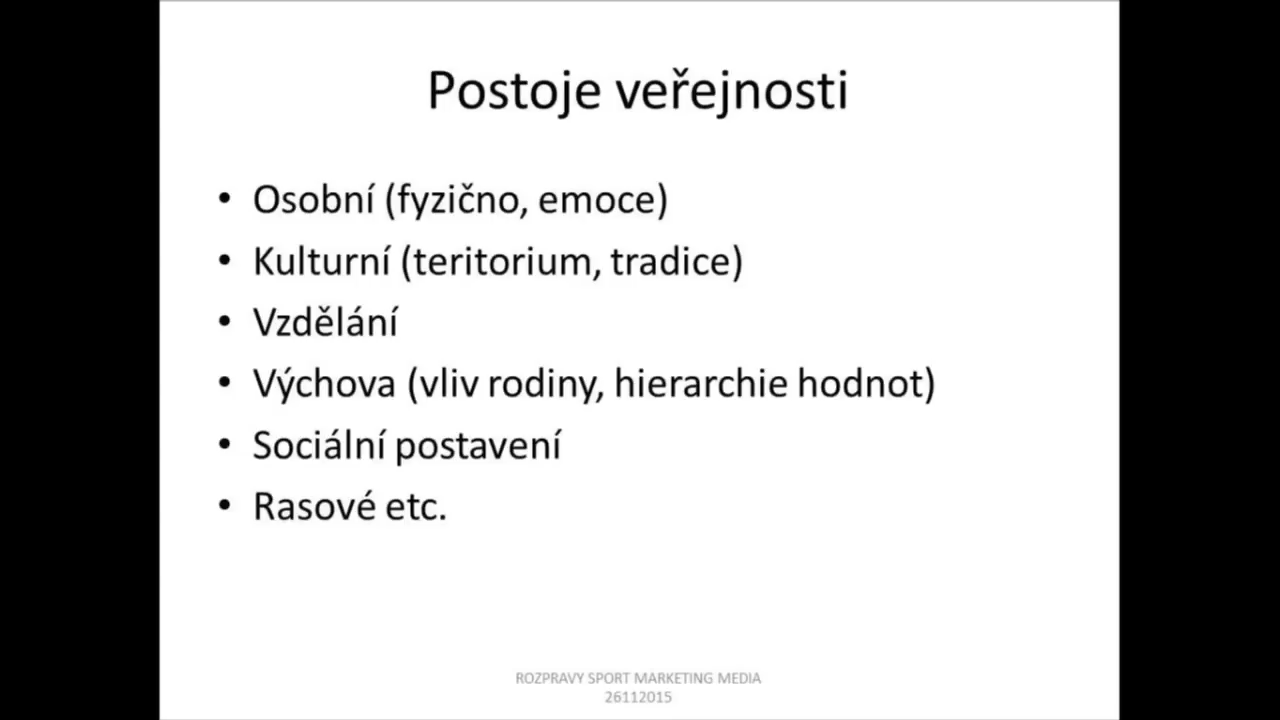 Postoje veřejnosti
• Osobní (fyzično, emoce)
• Kulturní (teritorium, tradice)
• Vzdělání
• Výchova (vliv rodiny, hierarchie hodnot)
• Sociální postavení
• Rasové etc.
ROZPRAVY SPORT MARKETING MEDIA
26112015